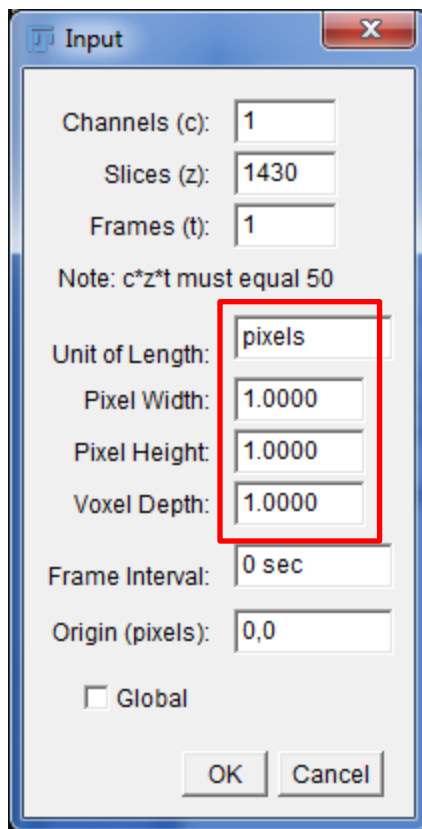 Input
Channels (c): 1
Slices (z): 1430
Frames (t): 1
Note: c*z*t must equal 50
Unit of Length: pixels
Pixel Width: 1.0000
Pixel Height: 1.0000
Voxel Depth: 1.0000
Frame Interval: 0 sec
Origin (pixels): 0,0
Global
OK Cancel